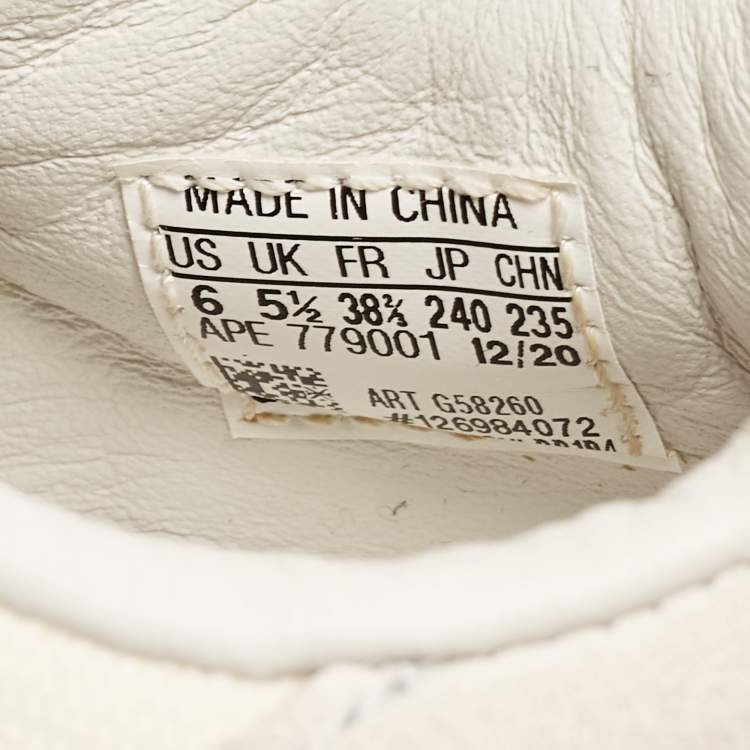 MADE IN CHINA
US UK FR JP CHN
6 5½ 38⅔ 240 235
APE 779001 12/20
ART G58260
#126984072